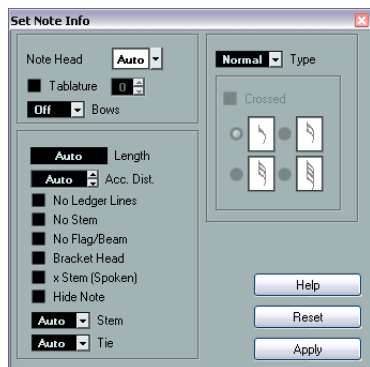 Set Note Info
Note Head Auto
Tablature 0
Off Bows
Auto Length
Auto Acc. Dist.
No Ledger Lines
No Stem
No Flag/Beam
Bracket Head
x Stem (Spoken)
Hide Note
Auto Stem
Auto Tie
Normal Type
Crossed
Help
Reset
Apply